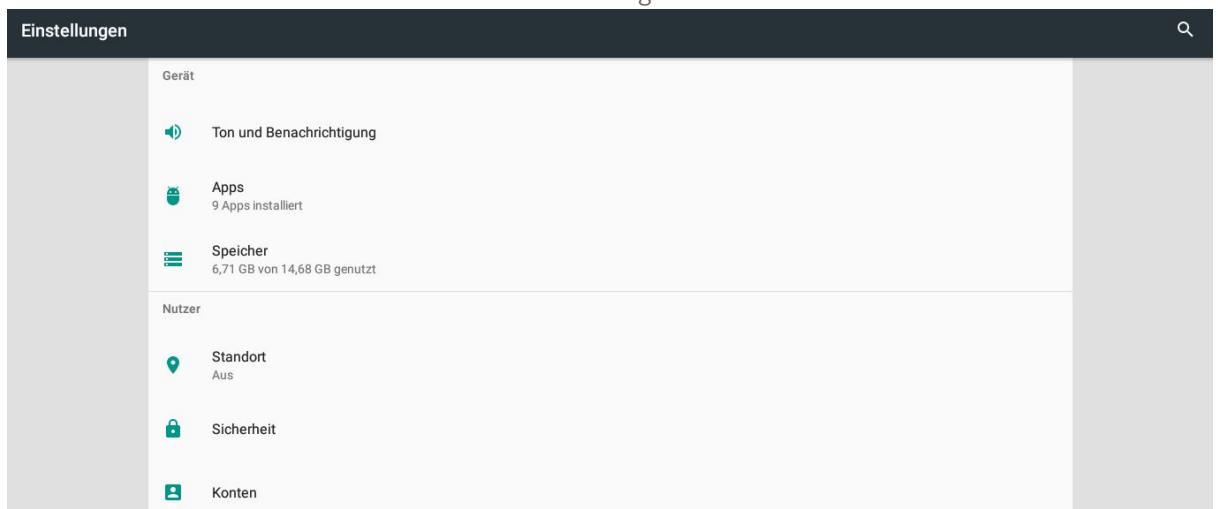 Einstellungen
Gerät
Ton und Benachrichtigung
Apps
9 Apps installiert
Speicher
6,71 GB von 14,68 GB genutzt
Nutzer
Standort
Aus
Sicherheit
Konten